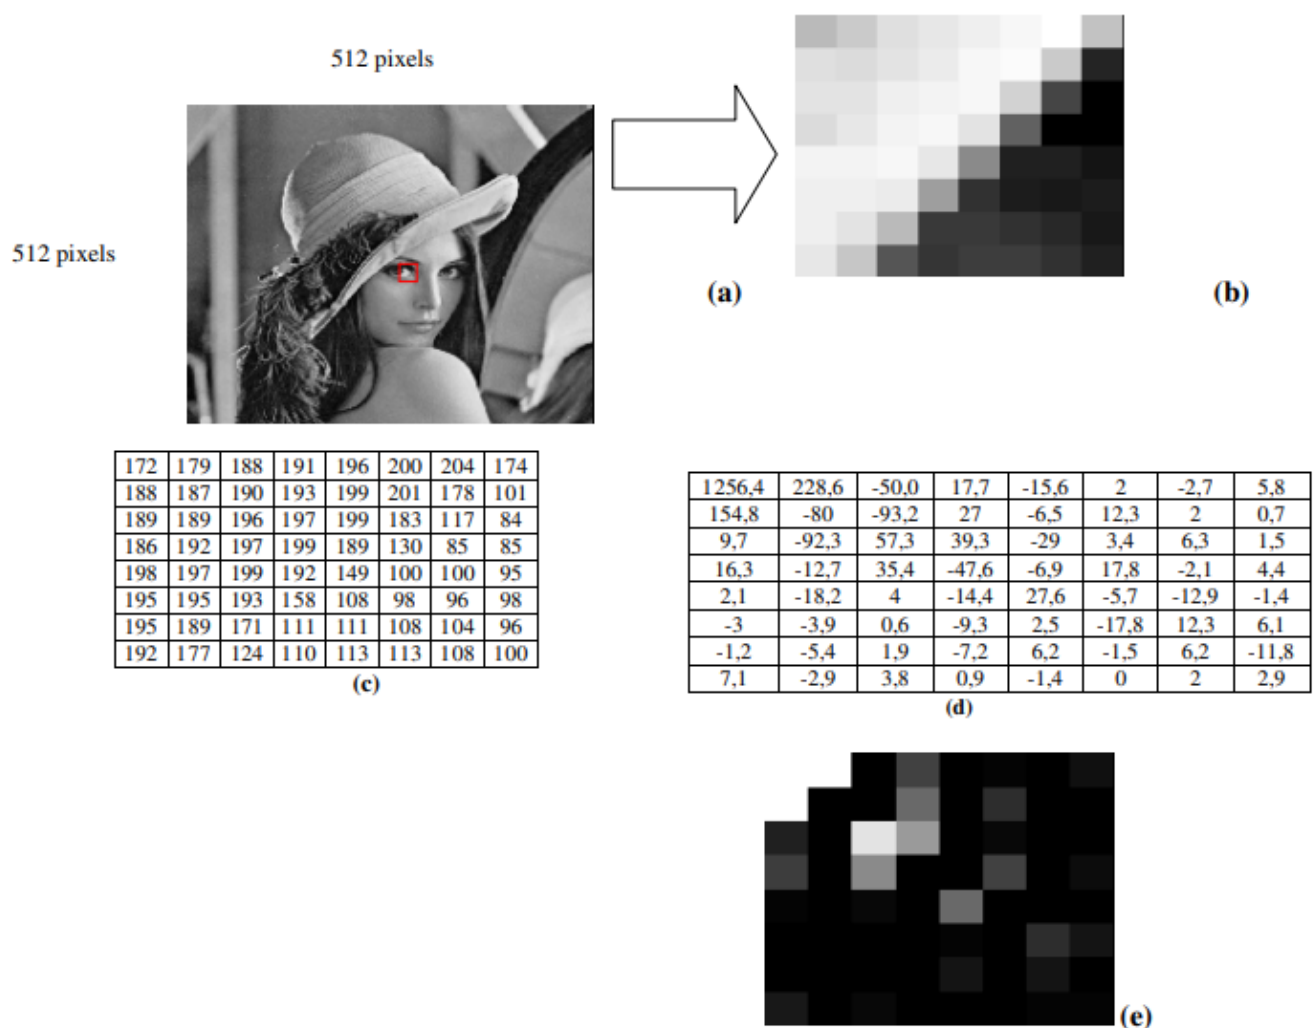 512 pixels
512 pixels
(a)
(b)
172 179 188 191 196 200 204 174
188 187 190 193 199 201 178 101
189 189 196 197 199 183 117 84
186 192 197 199 189 130 85 85
198 197 199 192 149 100 100 95
195 195 193 158 108 98 96 98
195 189 171 111 111 108 104 96
192 177 124 110 113 113 108 100
(c)
1256,4 228,6 -50,0 17,7 -15,6 2 -2,7 5,8
154,8 -80 -93,2 27 -6,5 12,3 2 0,7
9,7 -92,3 57,3 39,3 -29 3,4 6,3 1,5
16,3 -12,7 35,4 -47,6 -6,9 17,8 -2,1 4,4
2,1 -18,2 4 -14,4 27,6 -5,7 -12,9 -1,4
-3 -3,9 0,6 -9,3 2,5 -17,8 12,3 6,1
-1,2 -5,4 1,9 -7,2 6,2 -1,5 6,2 -11,8
7,1 -2,9 3,8 0,9 -1,4 0 2 2,9
(d)
(e)